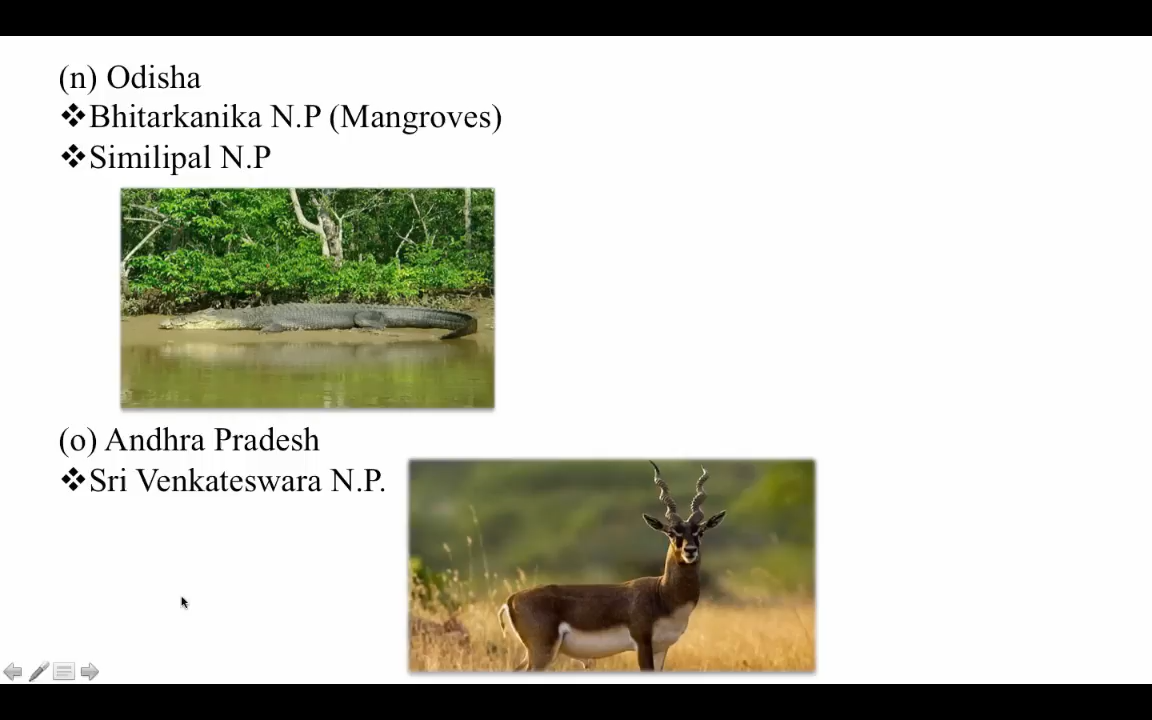 (n) Odisha
❖Bhitarkanika N.P (Mangroves)
❖Similipal N.P
(o) Andhra Pradesh
❖Sri Venkateswara N.P.